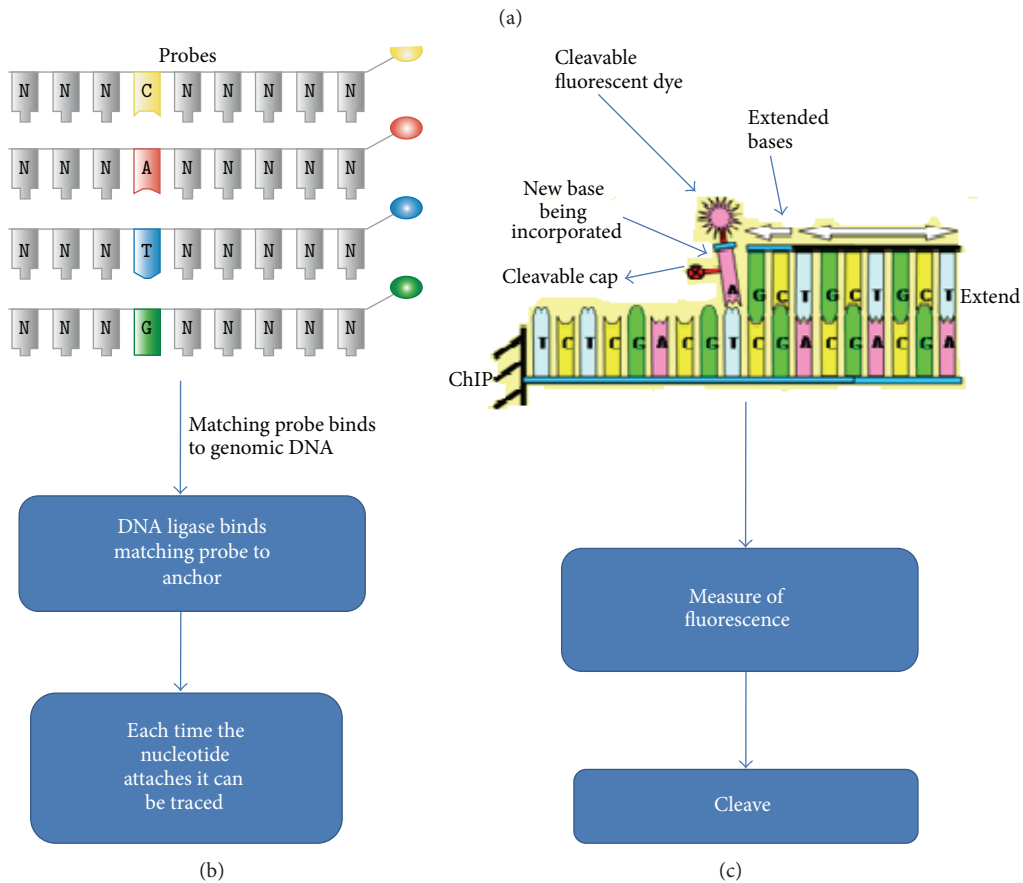 (a)
Probes
N N N C N N N N N
N N N A N N N N N
N N N T N N N N N
N N N G N N N N N
Matching probe binds
to genomic DNA
DNA ligase binds
matching probe to
anchor
Each time the
nucleotide
attaches it can
be traced
(b)
Cleavable
fluorescent dye
Extended
bases
New base
being
incorporated
Cleavable cap
A G C T G C T G C T
Extend
T C T C G A C G T C G A C G A C G A
ChIP
Measure of
fluorescence
Cleave
(c)